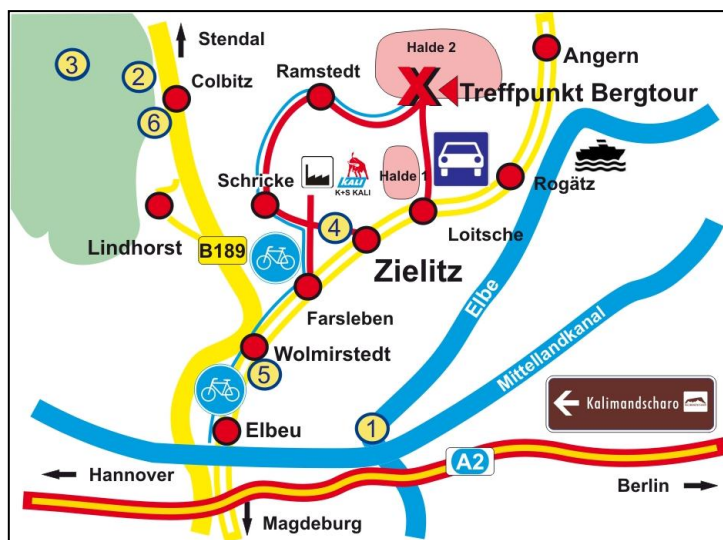 3
2
6
Stendal
Colbitz
Ramstedt
Halde 2
X
Treffpunkt Bergtour
Angern
Schricke
KALI
K+S KALI
Halde 1
Rogätz
Lindhorst
B189
4
Loitsche
Zielitz
Farsleben
Elbe
Mittellandkanal
Wolmirstedt
5
Elbeu
1
Kalimandscharo
A2
Hannover
Berlin
Magdeburg